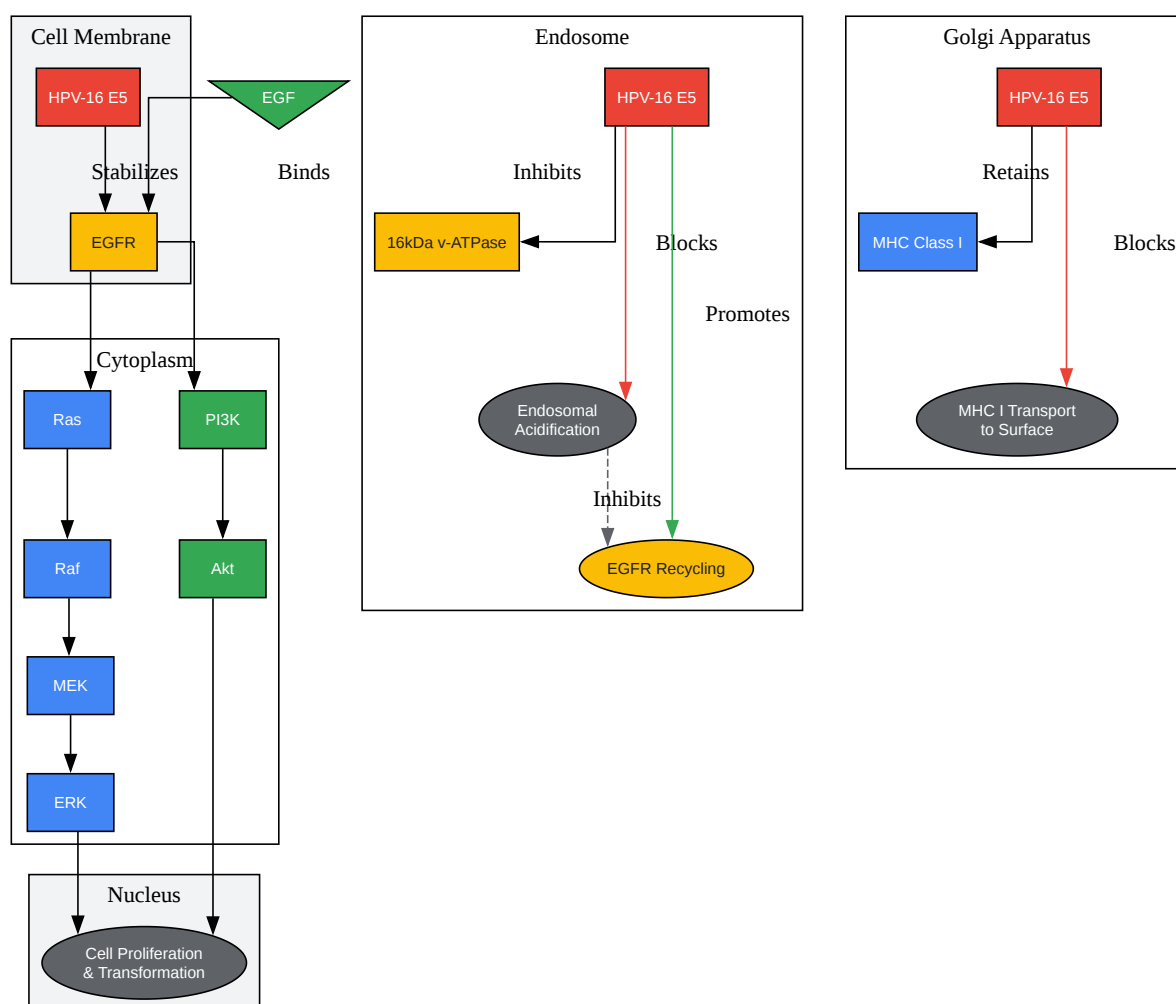 Cell Membrane
HPV-16 E5
EGF
Stabilizes
Binds
EGFR
Cytoplasm
Ras
PI3K
Raf
Akt
MEK
ERK
Nucleus
Cell Proliferation
& Transformation
Endosome
HPV-16 E5
Inhibits
16kDa v-ATPase
Blocks
Promotes
Endosomal
Acidification
Inhibits
EGFR Recycling
Golgi Apparatus
HPV-16 E5
Retains
MHC Class I
Blocks
MHC I Transport
to Surface